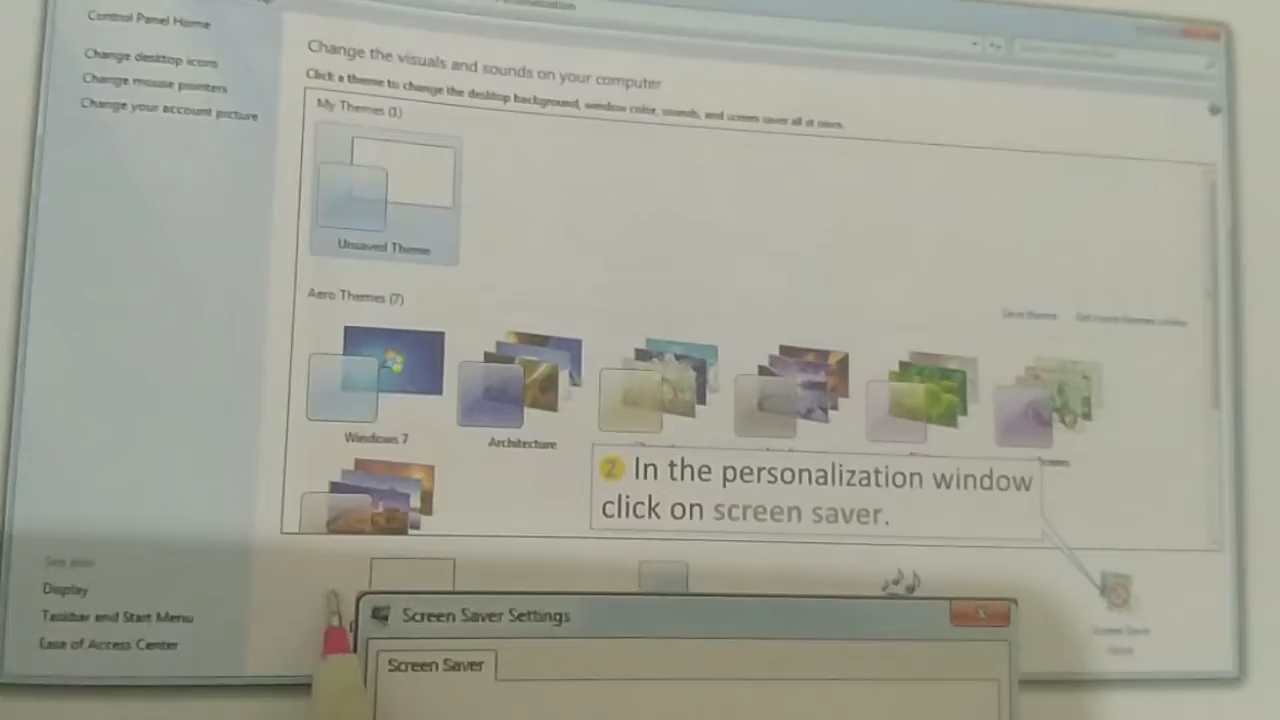 Personalization
Control Panel Home
Change desktop icons
Change mouse pointers
Change your account picture
Change the visuals and sounds on your computer
Click a theme to change the desktop background, window color, sounds, and screen saver all at once.
My Themes (1)
Unsaved Theme
Aero Themes (7)
Save theme
Get more themes online
Windows 7
Architecture
2 In the personalization window
click on screen saver.
See also
Display
Taskbar and Start Menu
Ease of Access Center
Screen Saver
None
Screen Saver Settings
Screen Saver